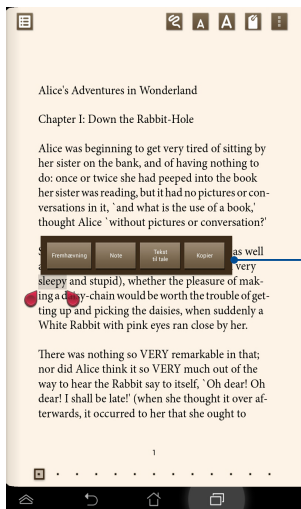 A A
Alice's Adventures in Wonderland
Chapter I: Down the Rabbit-Hole
Alice was beginning to get very tired of sitting by
her sister on the bank, and of having nothing to
do: once or twice she had peeped into the book
her sister was reading, but it had no pictures or con-
versations in it, `and what is the use of a book,'
thought Alice `without pictures or conversation?'
as well
Fremhævning Note Tekst til tale Kopier
very
sleepy and stupid), whether the pleasure of mak-
ing a daisy-chain would be worth the trouble of get-
ting up and picking the daisies, when suddenly a
White Rabbit with pink eyes ran close by her.
There was nothing so VERY remarkable in that;
nor did Alice think it so VERY much out of the
way to hear the Rabbit say to itself, `Oh dear! Oh
dear! I shall be late!' (when she thought it over af-
terwards, it occurred to her that she ought to
1